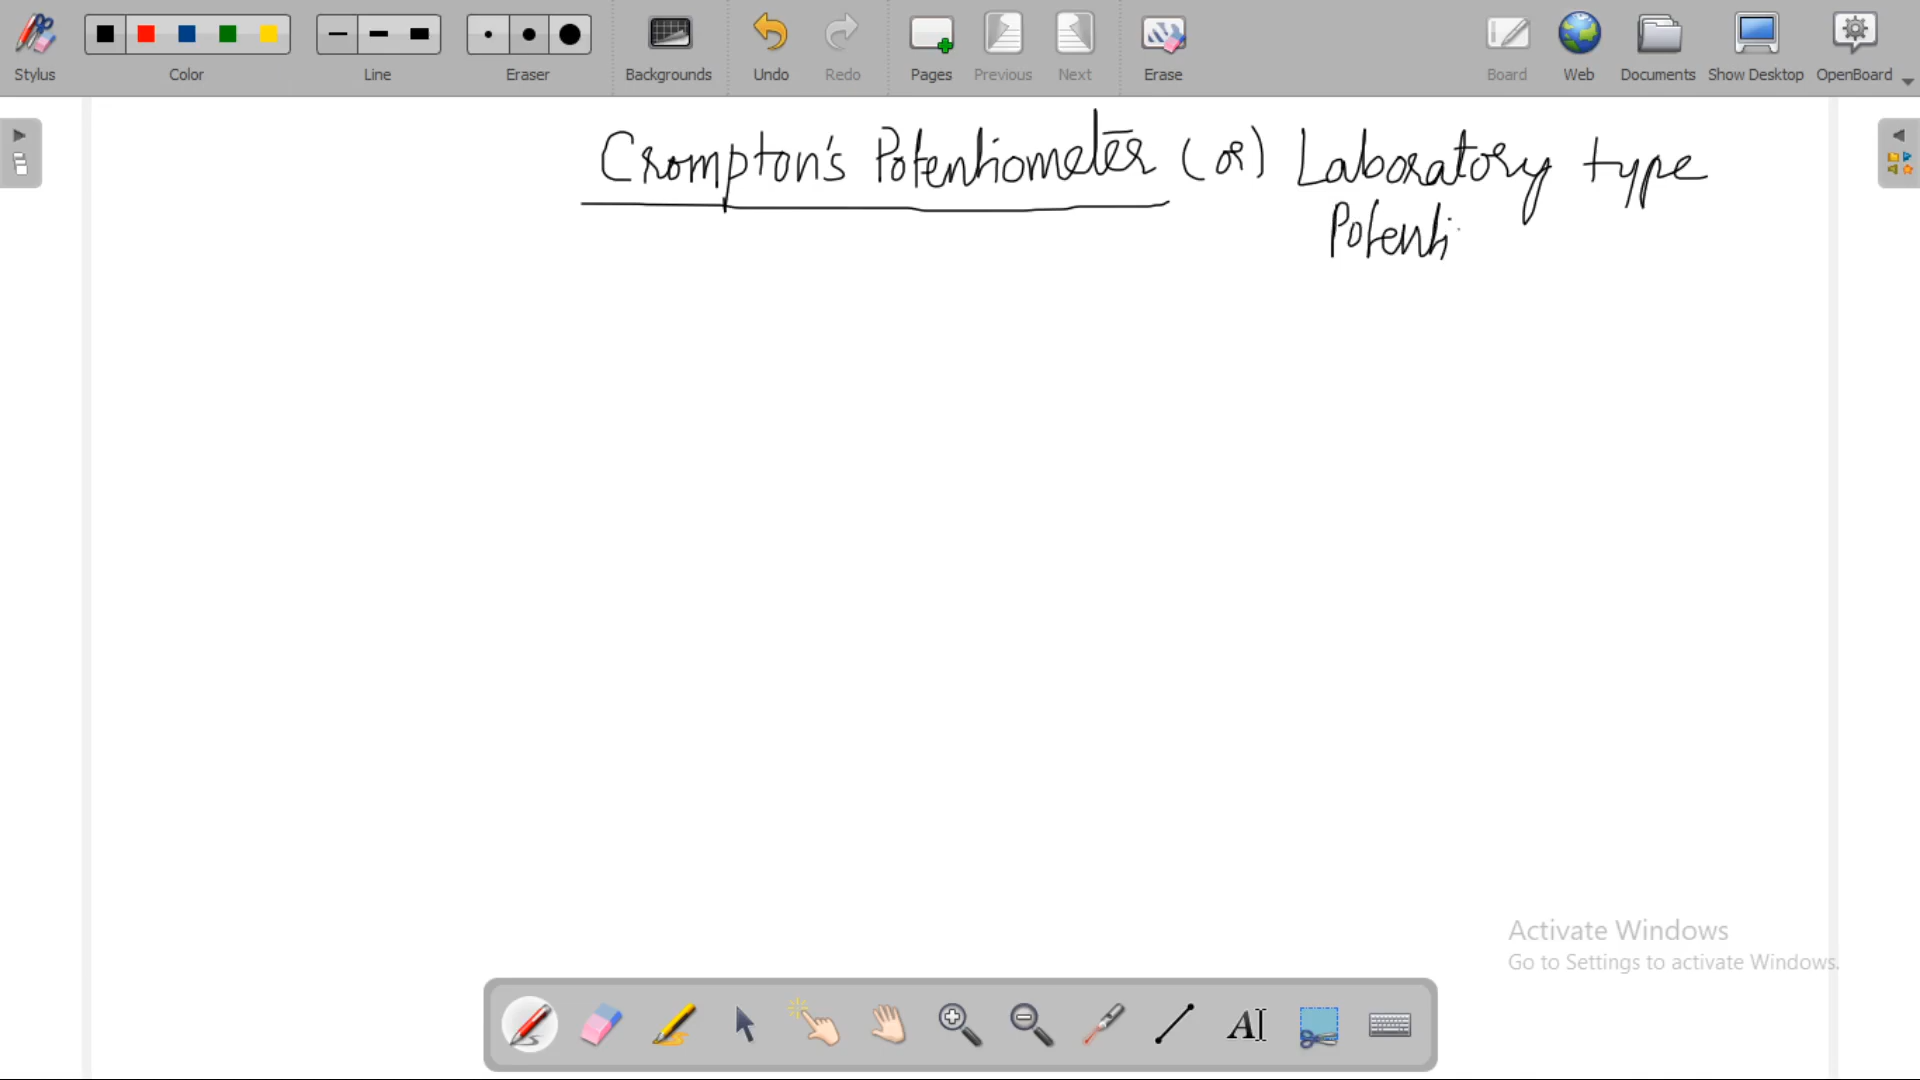 Stylus Color Line Eraser Backgrounds Undo Redo Pages Previous Next Erase Board Web Documents Show Desktop OpenBoard
Crompton's Potentiometer (or) Laboratory type
Potenti
Activate Windows
Go to Settings to activate Windows.